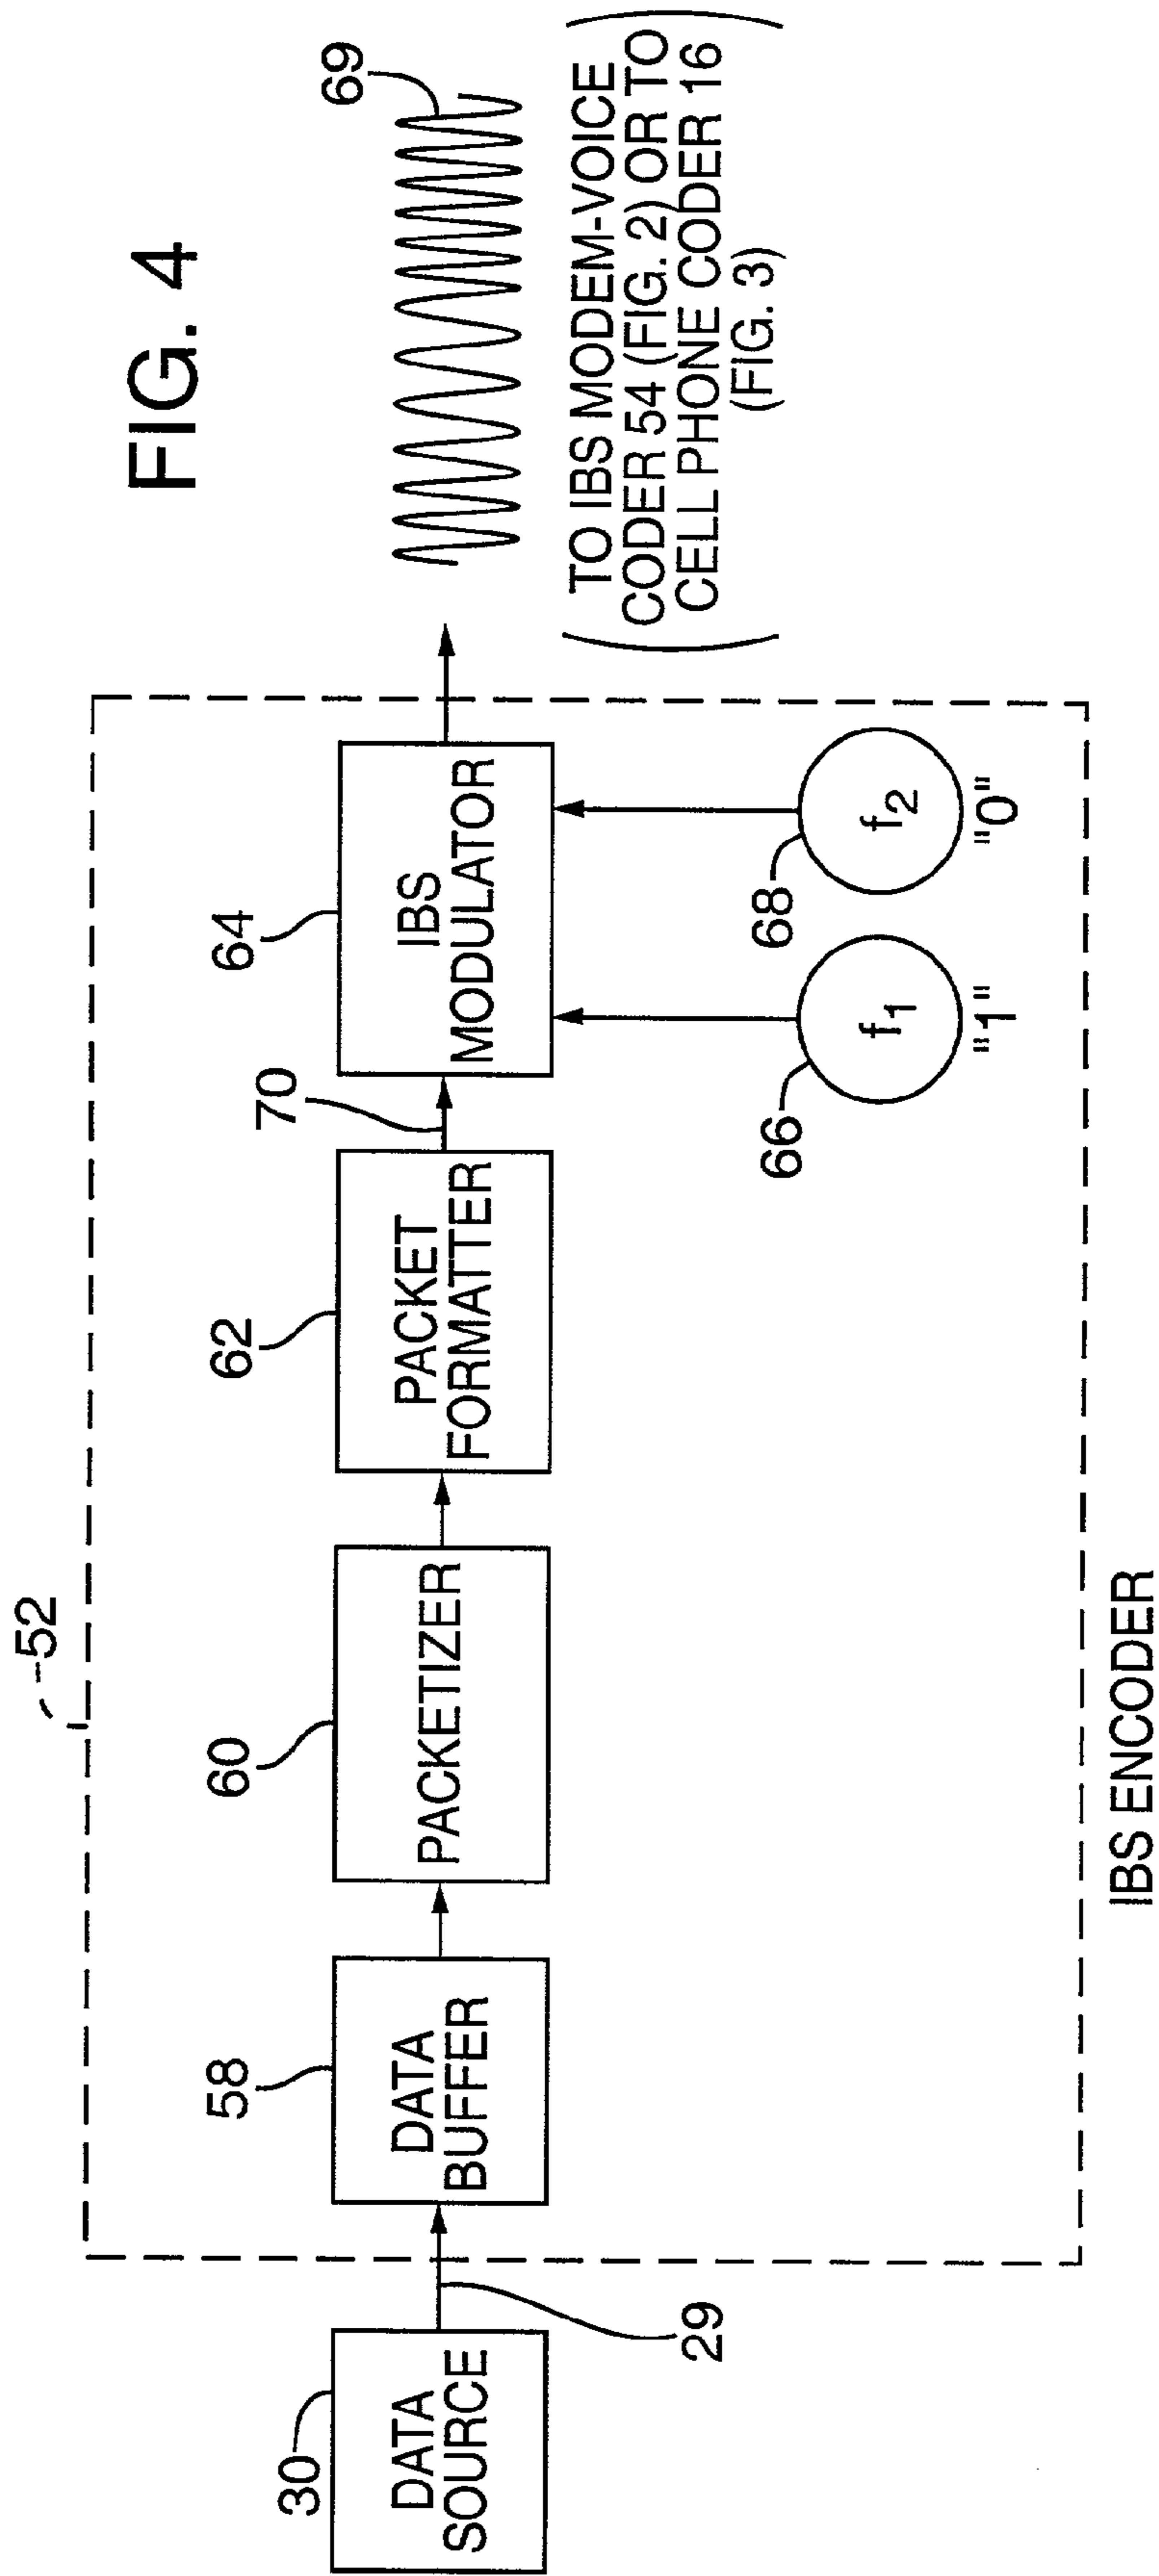 FIG. 4
52
30
DATA
SOURCE
29
58
DATA
BUFFER
60
PACKETIZER
62
PACKET
FORMATTER
70
64
IBS
MODULATOR
69
TO IBS MODEM-VOICE
CODER 54 (FIG. 2) OR TO
CELL PHONE CODER 16
(FIG. 3)
66
f1
"1"
68
f2
"0"
IBS ENCODER